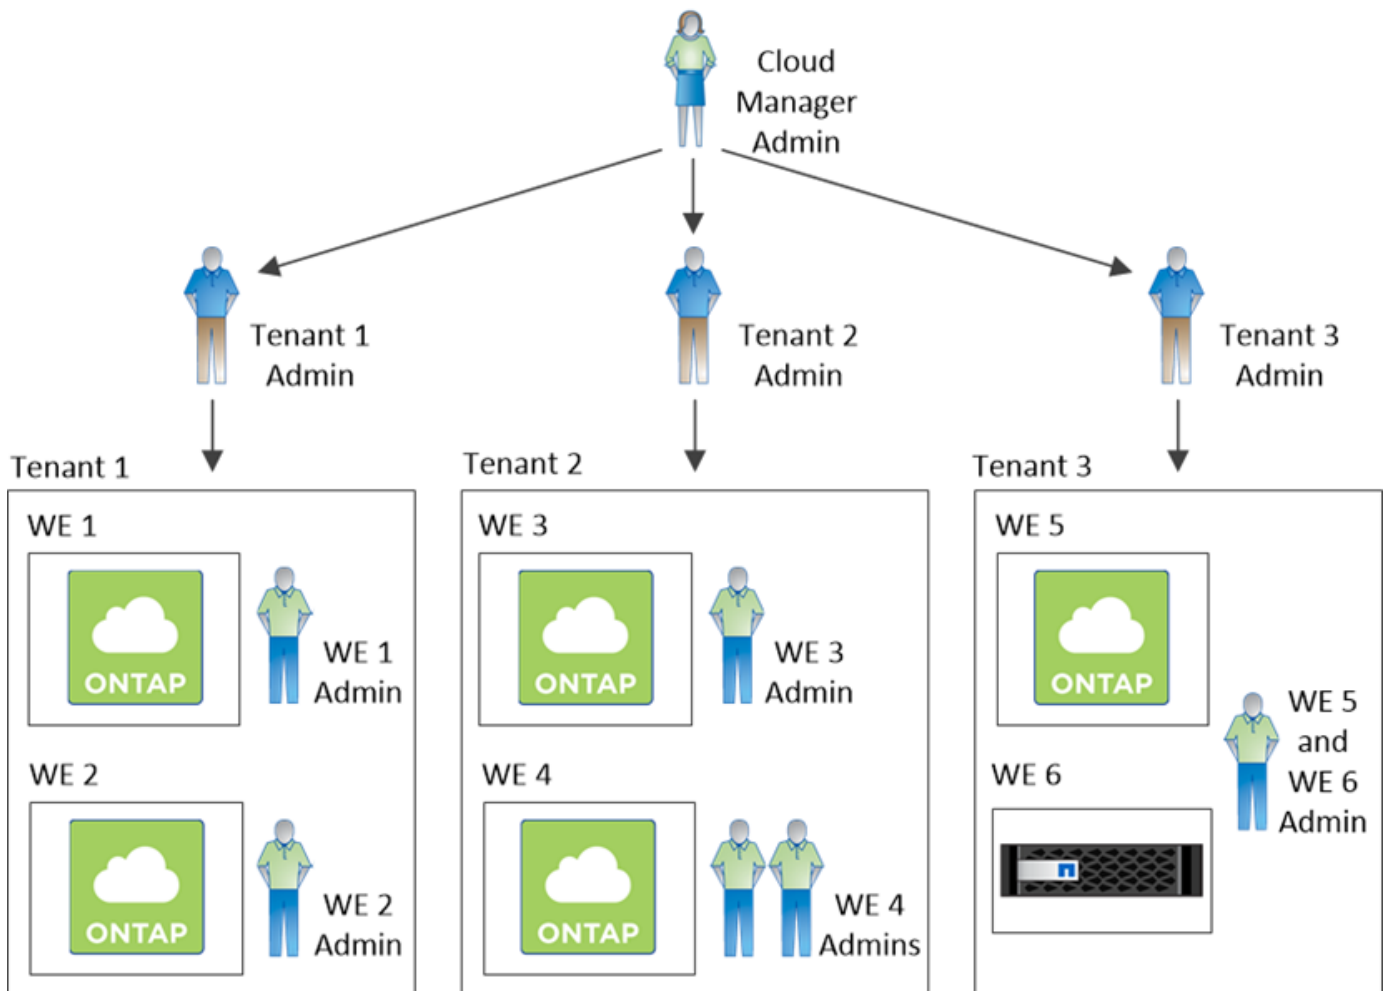 Cloud
Manager
Admin
Tenant 1
Admin
Tenant 2
Admin
Tenant 3
Admin
Tenant 1
WE 1
ONTAP
WE 1
Admin
WE 2
ONTAP
WE 2
Admin
Tenant 2
WE 3
ONTAP
WE 3
Admin
WE 4
ONTAP
WE 4
Admins
Tenant 3
WE 5
ONTAP
WE 5
and
WE 6
Admin
WE 6